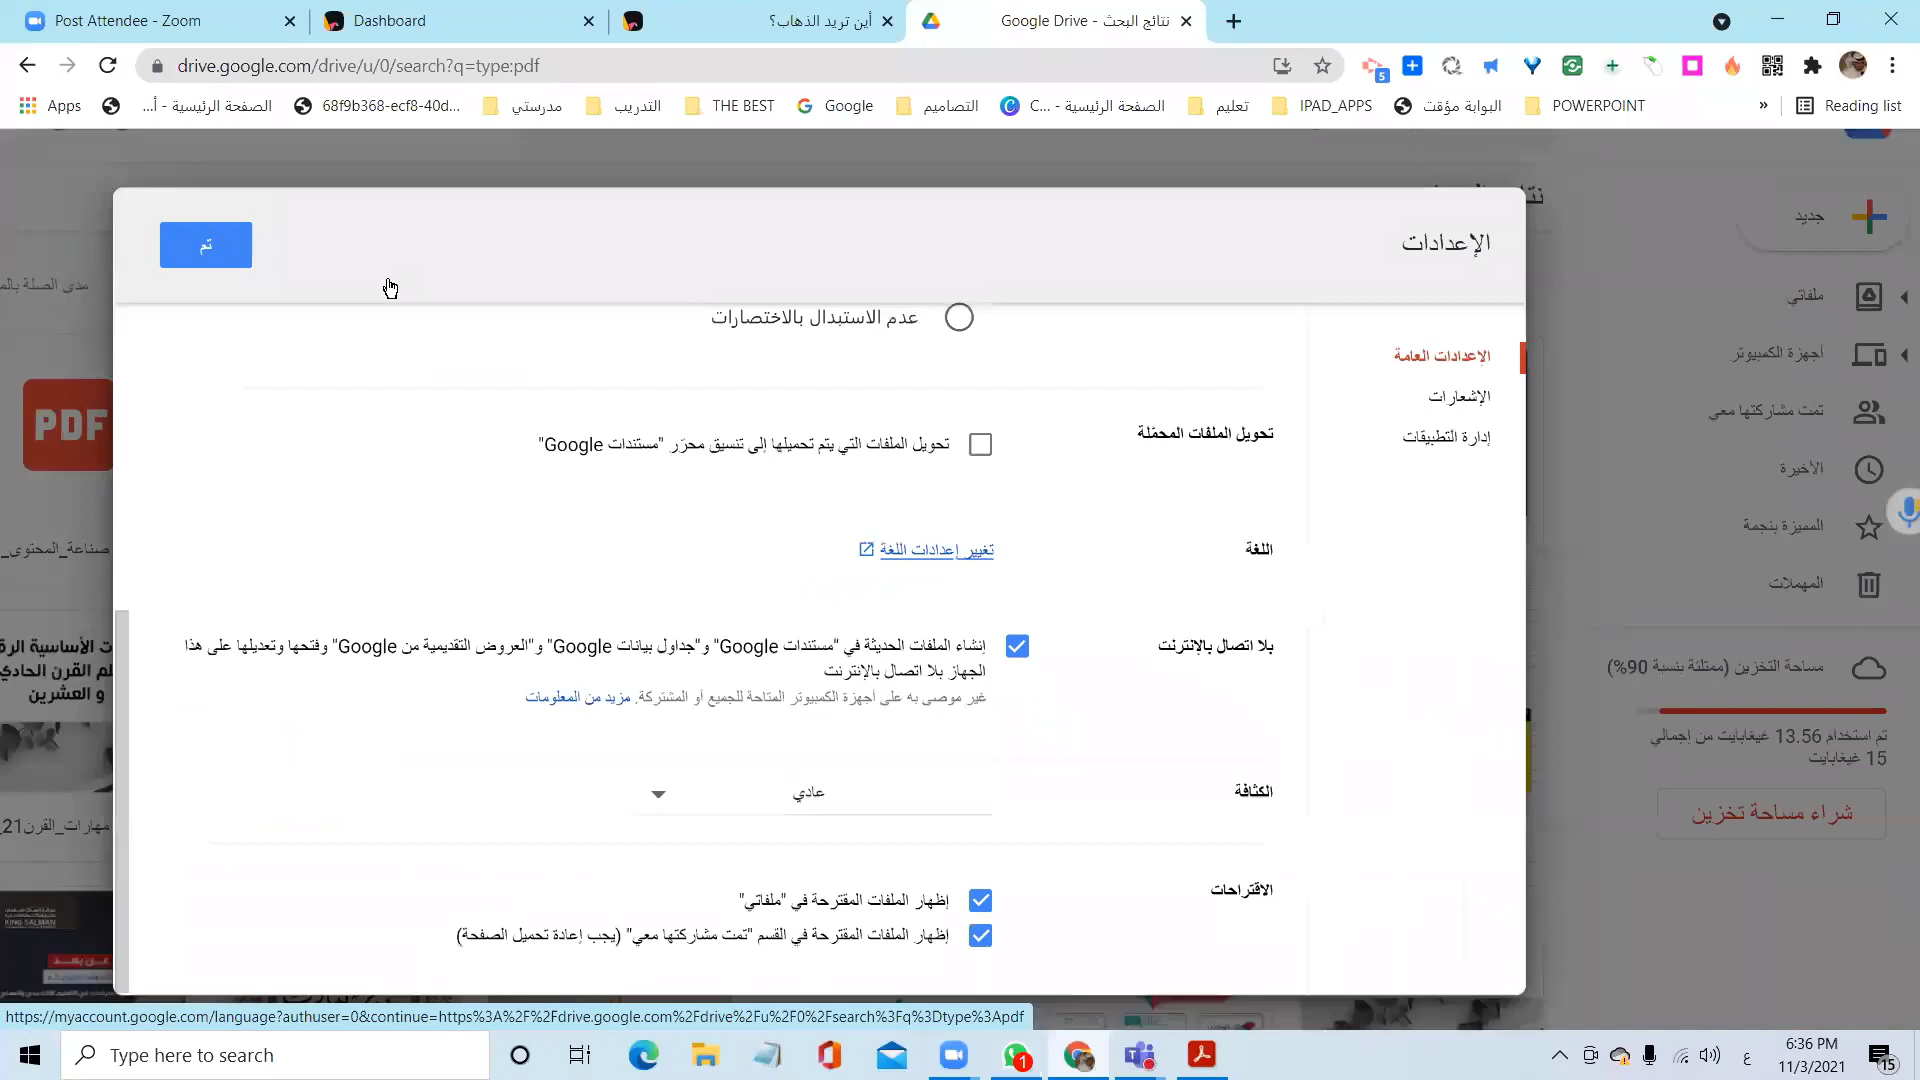 Post Attendee - Zoom
Dashboard
أين تريد الذهاب؟
نتائج البحث - Google Drive
drive.google.com/drive/u/0/search?q=type:pdf
5
Apps
الصفحة الرئيسية - أ...
68f9b368-ecf8-40d...
مدرستي
التدريب
THE BEST
Google
التصاميم
الصفحة الرئيسية - C...
تعليم
IPAD_APPS
البوابة مؤقت
POWERPOINT
»
Reading list
الإعدادات
تم
جديد
ملفاتي
أجهزة الكمبيوتر
تمت مشاركتها معي
الأخيرة
المميزة بنجمة
المهملات
مساحة التخزين (ممتلئة بنسبة 90%)
تم استخدام 13.56 غيغابايت من إجمالي
15 غيغابايت
شراء مساحة تخزين
الإعدادات العامة
الإشعارات
إدارة التطبيقات
عدم الاستبدال بالاختصارات
تحويل الملفات المحمّلة
تحويل الملفات التي يتم تحميلها إلى تنسيق محرّر "مستندات Google"
اللغة
تغيير إعدادات اللغة
بلا اتصال بالإنترنت
إنشاء الملفات الحديثة في "مستندات Google" و"جداول بيانات Google" و"العروض التقديمية من Google" وفتحها وتعديلها على هذا
الجهاز بلا اتصال بالإنترنت
غير موصى به على أجهزة الكمبيوتر المتاحة للجميع أو المشتركة. مزيد من المعلومات
الكثافة
عادي
الاقتراحات
إظهار الملفات المقترحة في "ملفاتي"
إظهار الملفات المقترحة في القسم "تمت مشاركتها معي" (يجب إعادة تحميل الصفحة)
PDF
صناعة_المحتوى_
مهارات_القرن21_
KING SALMAN
https://myaccount.google.com/language?authuser=0&continue=https%3A%2F%2Fdrive.google.com%2Fdrive%2Fu%2F0%2Fsearch%3Fq%3Dtype%3Apdf
Type here to search
1
ع
6:36 PM
11/3/2021
15